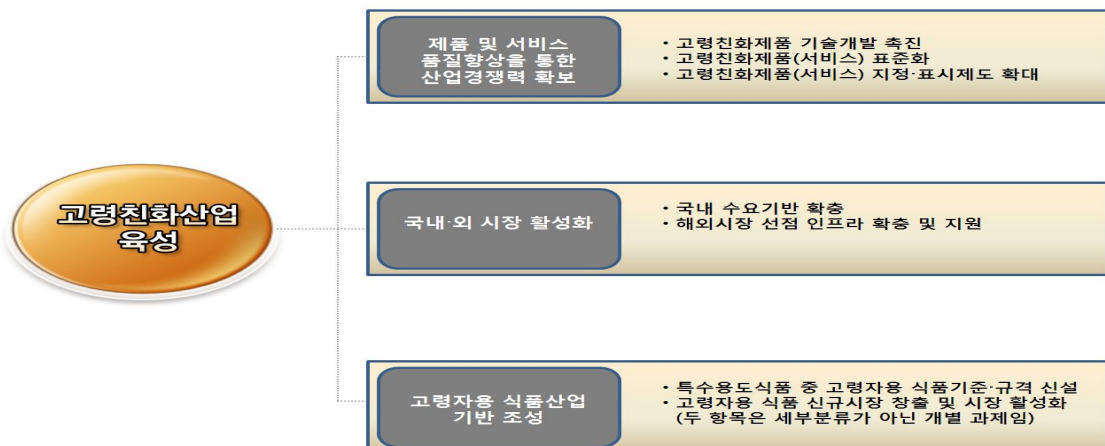 고령친화산업
육성
제품 및 서비스
품질향상을 통한
산업경쟁력 확보
• 고령친화제품 기술개발 촉진
• 고령친화제품(서비스) 표준화
• 고령친화제품(서비스) 지정·표시제도 확대
국내·외 시장 활성화
• 국내 수요기반 확충
• 해외시장 선점 인프라 확충 및 지원
고령자용 식품산업
기반 조성
• 특수용도식품 중 고령자용 식품기준·규격 신설
• 고령자용 식품 신규시장 창출 및 시장 활성화
(두 항목은 세부분류가 아닌 개별 과제임)